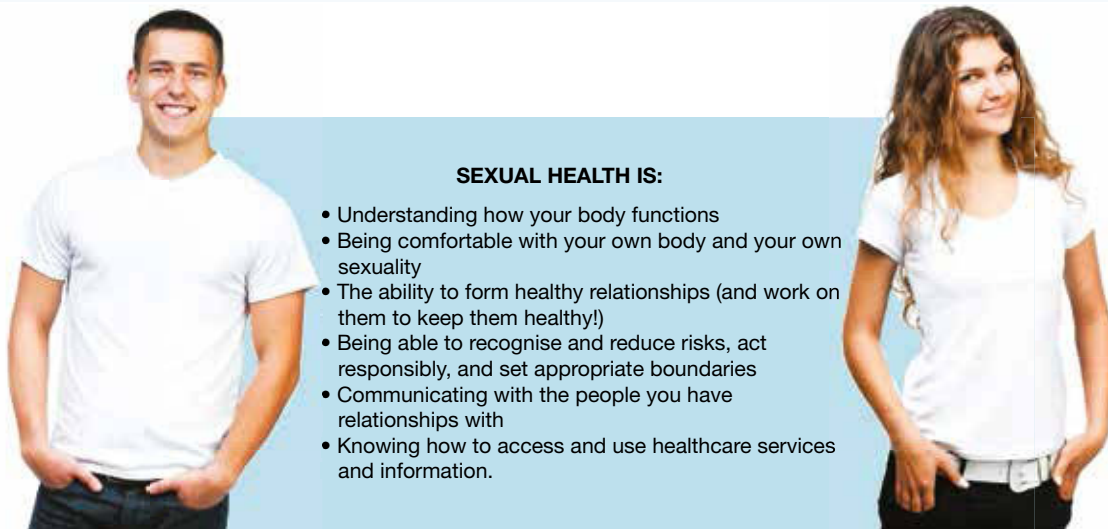 SEXUAL HEALTH IS:
• Understanding how your body functions
• Being comfortable with your own body and your own
sexuality
• The ability to form healthy relationships (and work on
them to keep them healthy!)
• Being able to recognise and reduce risks, act
responsibly, and set appropriate boundaries
• Communicating with the people you have
relationships with
• Knowing how to access and use healthcare services
and information.